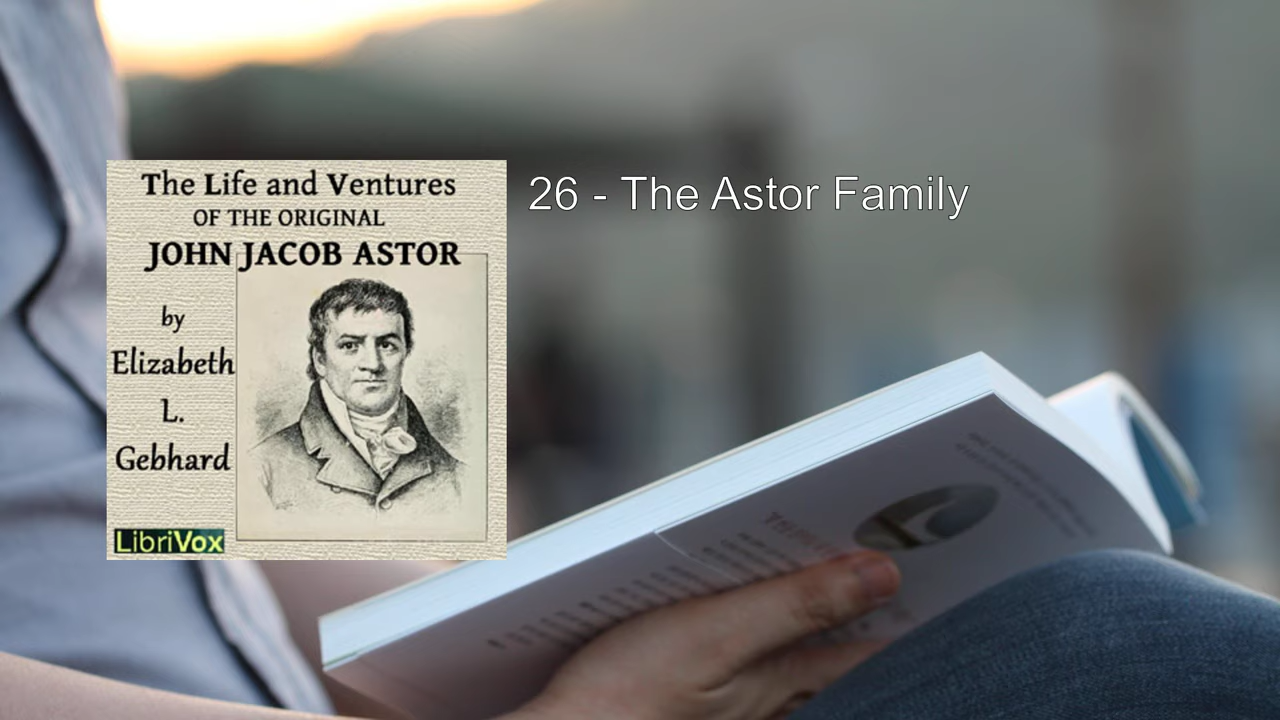 The Life and Ventures
OF THE ORIGINAL
JOHN JACOB ASTOR
by
Elizabeth
L.
Gebhard
LibriVox
26 - The Astor Family